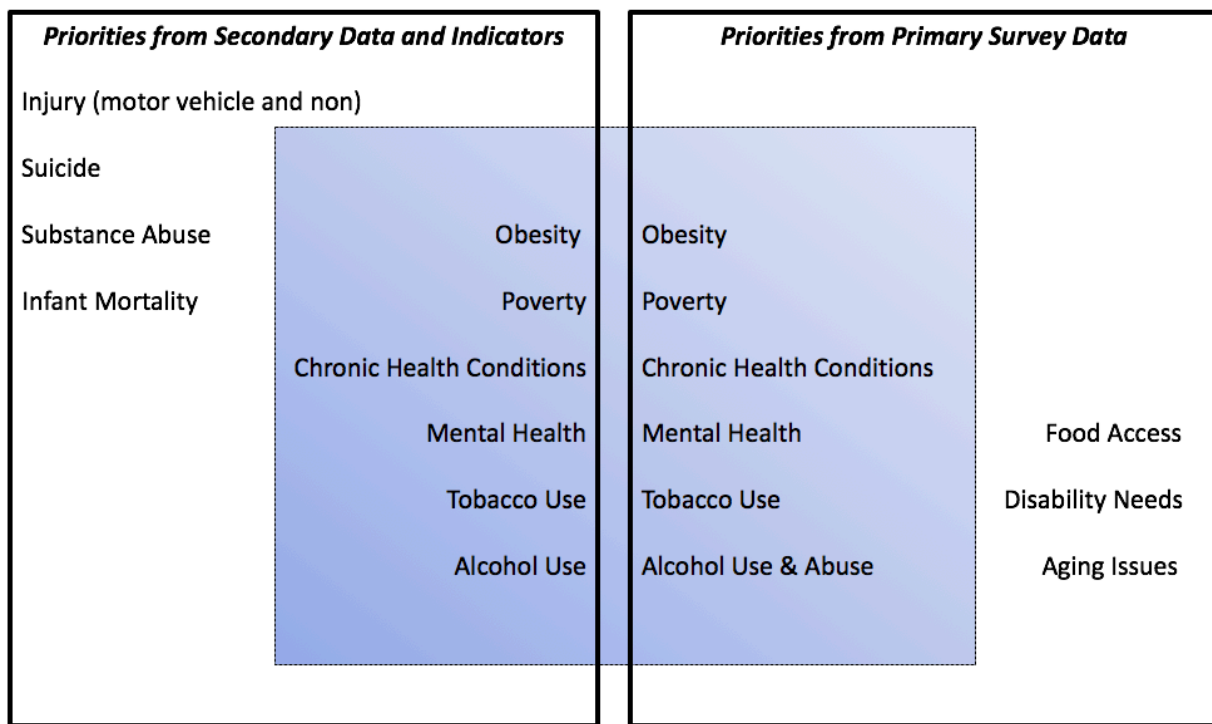 Priorities from Secondary Data and Indicators
Injury (motor vehicle and non)
Suicide
Substance Abuse
Infant Mortality
Obesity
Poverty
Chronic Health Conditions
Mental Health
Tobacco Use
Alcohol Use
Priorities from Primary Survey Data
Obesity
Poverty
Chronic Health Conditions
Mental Health
Tobacco Use
Alcohol Use & Abuse
Food Access
Disability Needs
Aging Issues